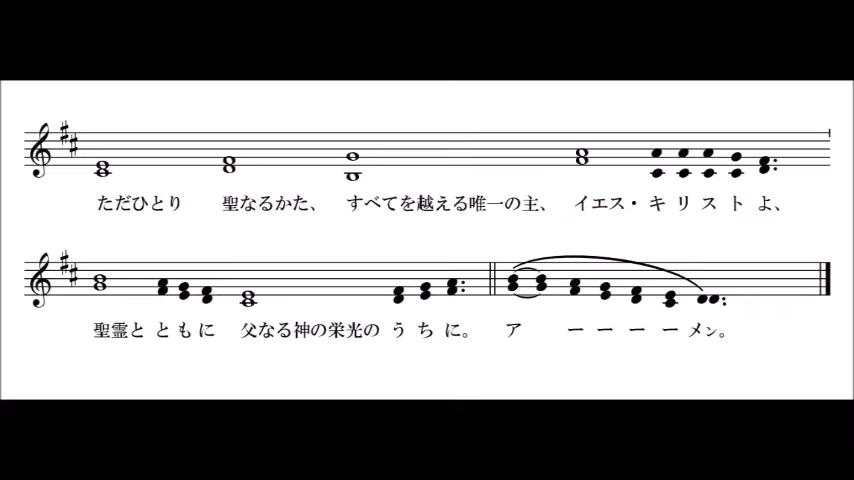 ただひとり 聖なるかた、 すべてを越える唯一の主、 イエス・キリストよ、
聖霊とともに 父なる神の栄光のうちに。 アーーーーメン。